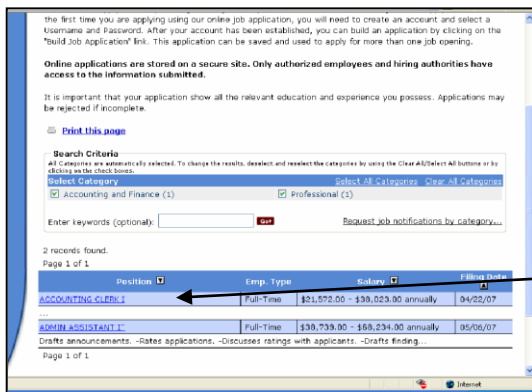 the first time you are applying using our online job application, you will need to create an account and select a
Username and Password. After your account has been established, you can build an application by clicking on the
"Build Job Application" link. This application can be saved and used to apply for more than one job opening.
Online applications are stored on a secure site. Only authorized employees and hiring authorities have
access to the information submitted.
It is important that your application show all the relevant education and experience you possess. Applications may
be rejected if incomplete.
Print this page
Search Criteria
All Categories are automatically selected. To change the results, deselect and reselect the categories by using the Clear All/Select All buttons or by
clicking on the check boxes.
Select Category Select All Categories Clear All Categories
Accounting and Finance (1) Professional (1)
Enter keywords (optional): Go! Request job notifications by category...
2 records found.
Page 1 of 1
Position Emp. Type Salary Filing Date
ACCOUNTING CLERK I Full-Time $21,572.00 - $38,023.00 annually 04/22/07
...
ADMIN ASSISTANT II Full-Time $38,739.00 - $68,234.00 annually 05/06/07
Drafts announcements. -Rates applications. -Discusses ratings with applicants. -Drafts finding...
Page 1 of 1
Internet